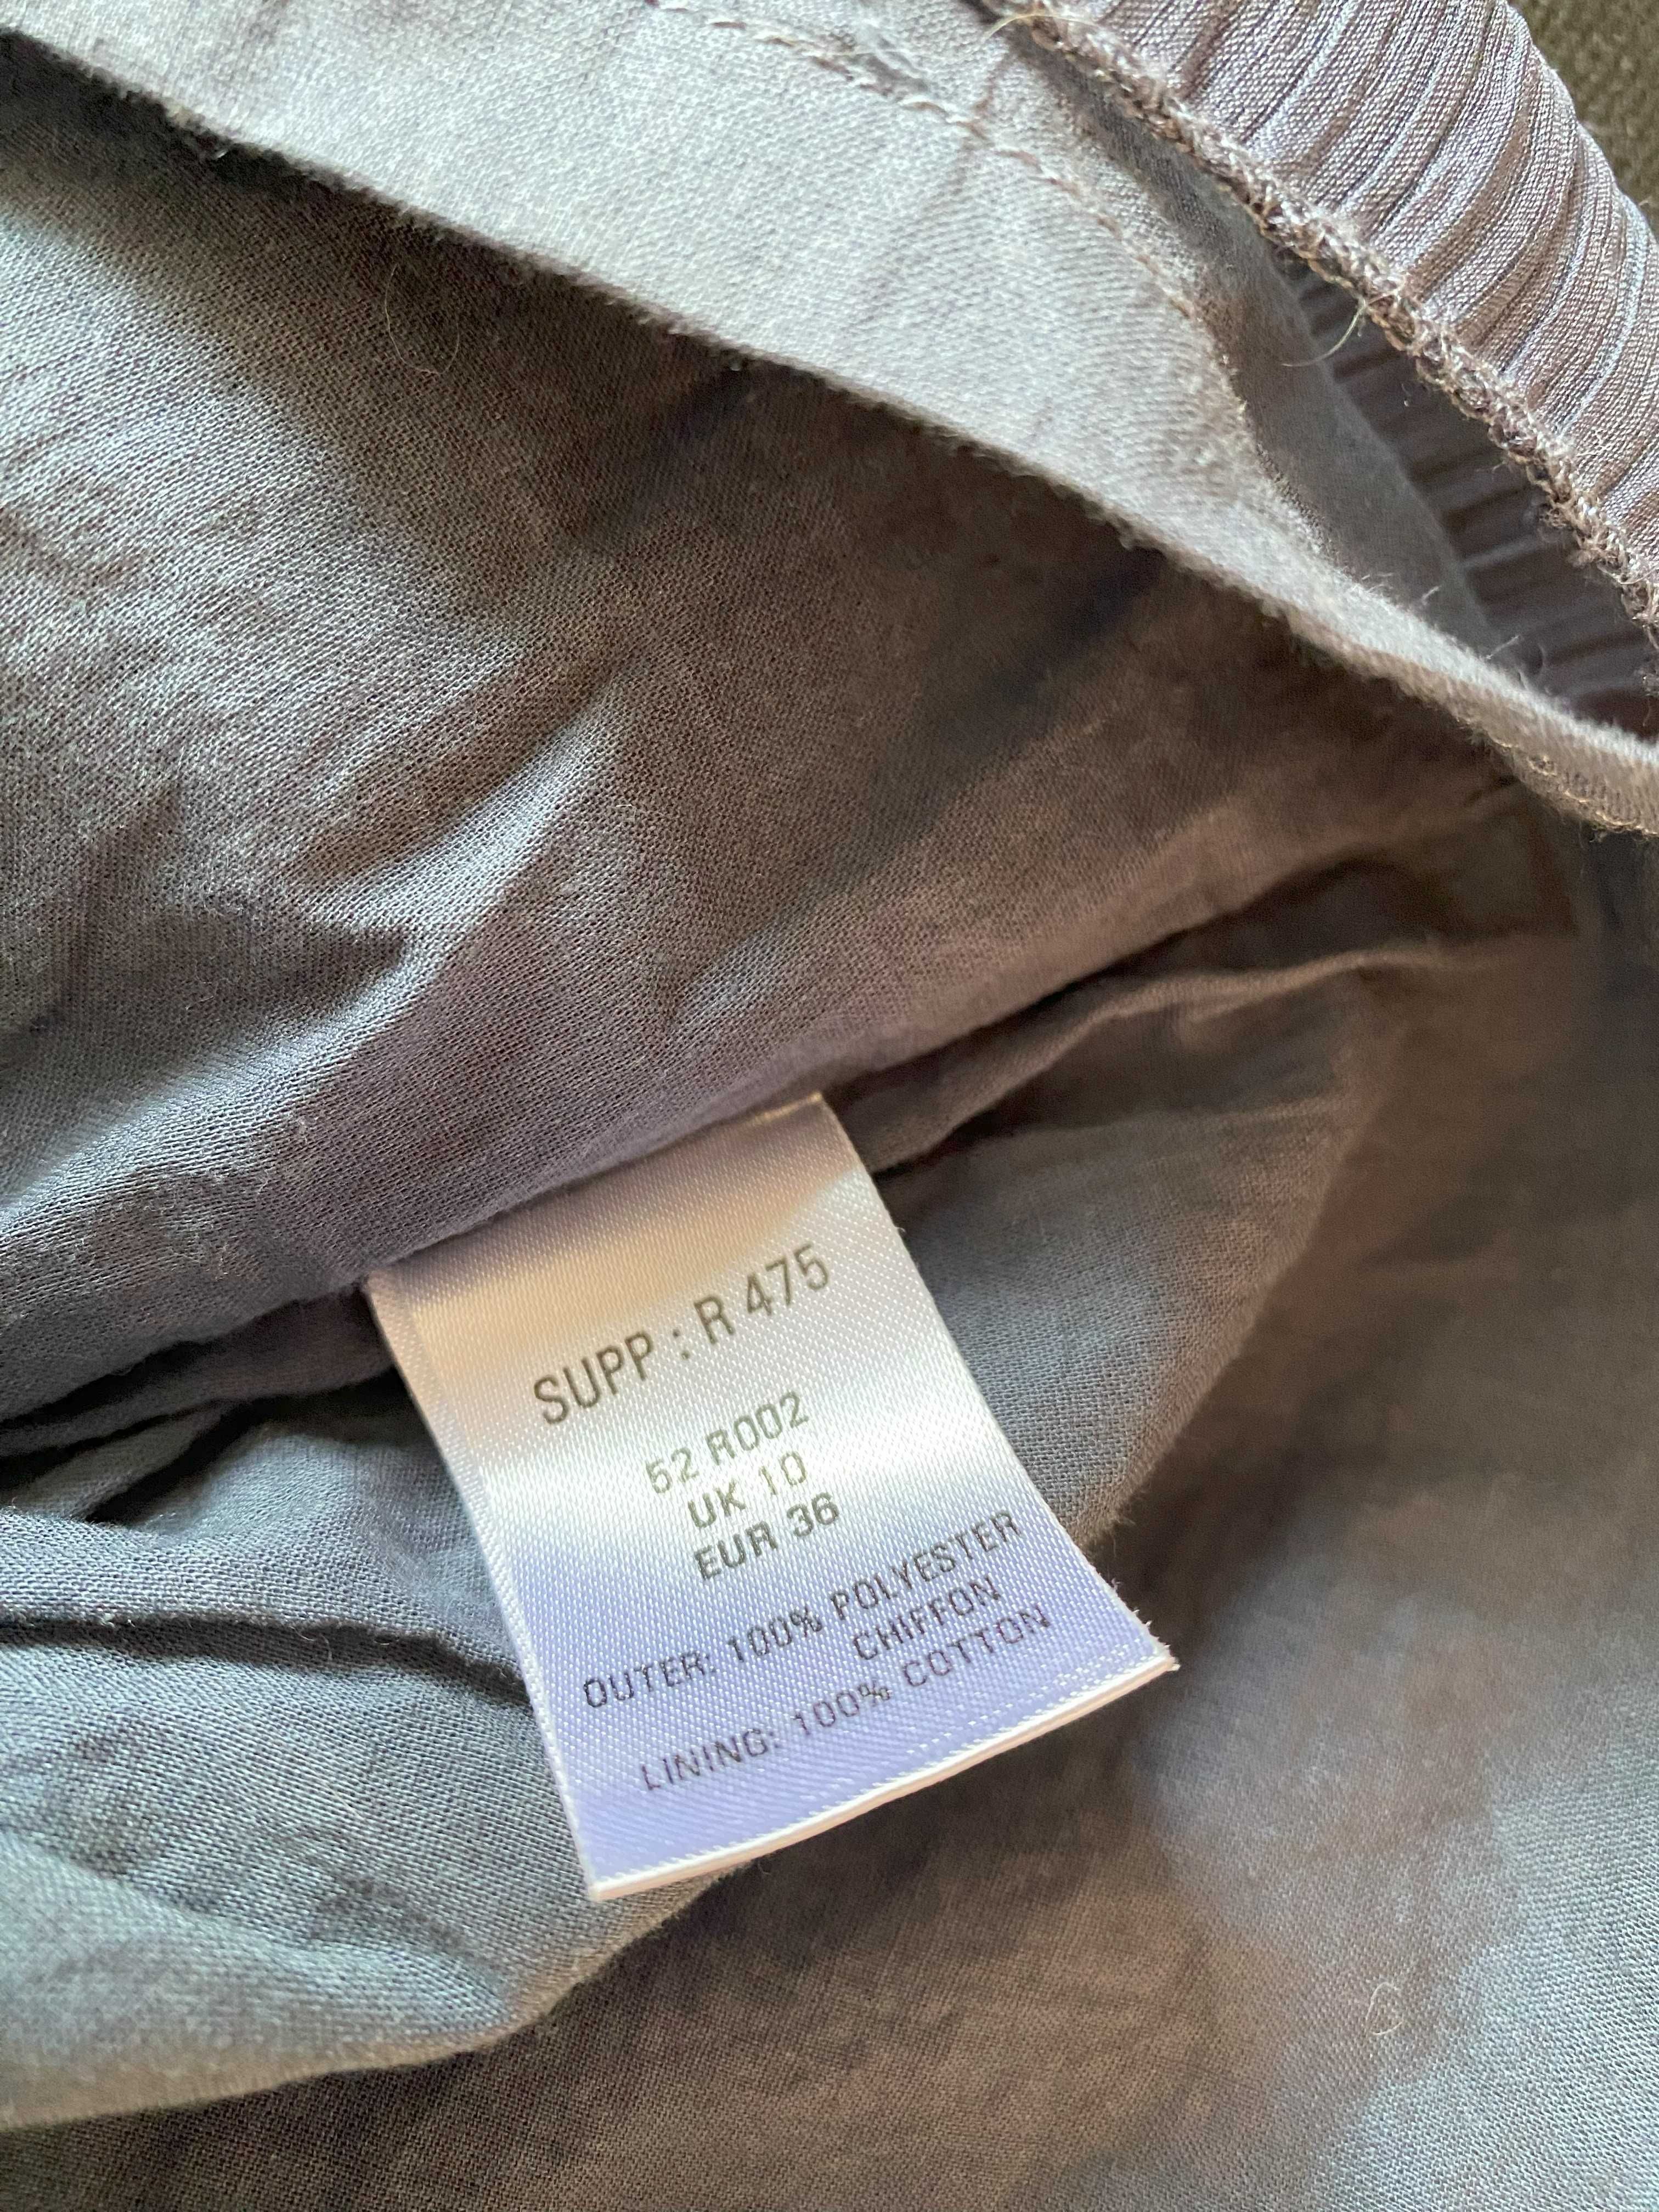 SUPP : R 475
52 R002
UK 10
EUR 36
OUTER: 100% POLYESTER
CHIFFON
LINING: 100% COTTON